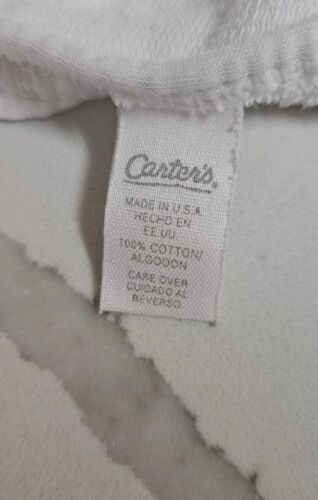 Carter's
MADE IN U.S.A
HECHO EN
EE.UU
100% COTTON/
ALGODON
CARE OVER
CUIDADO AL
REVERSO